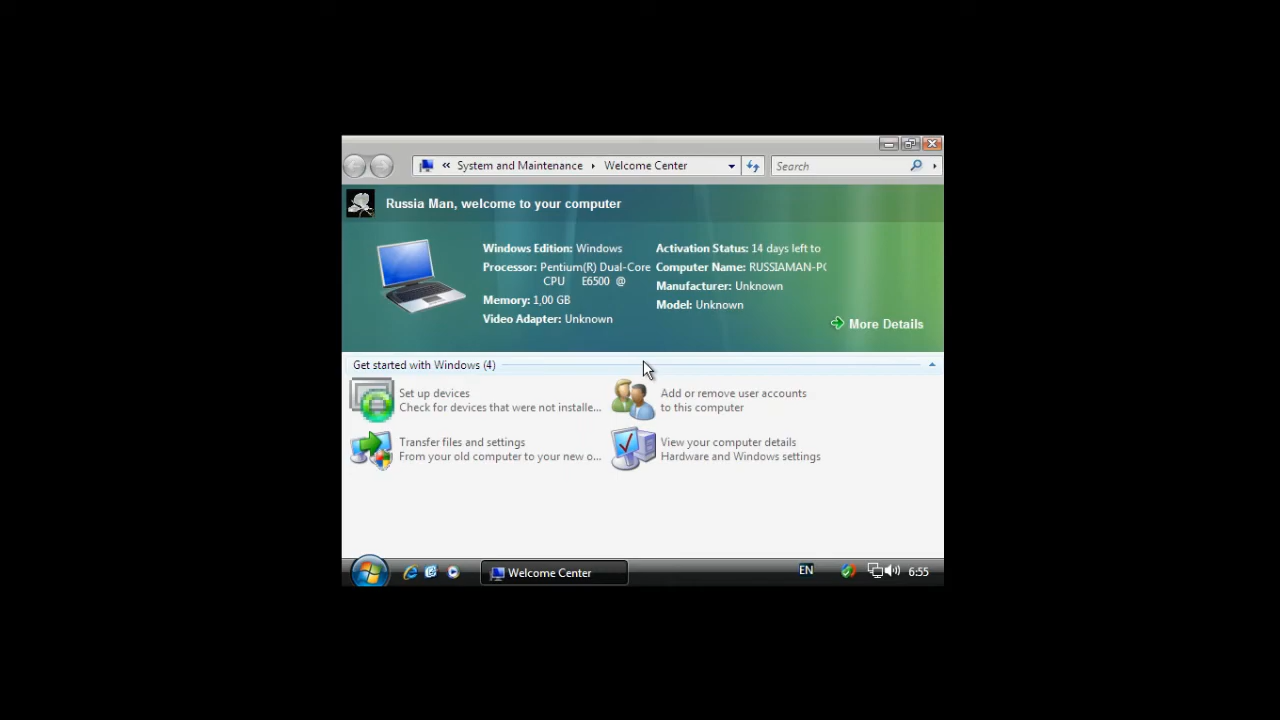 « System and Maintenance ▸ Welcome Center
Search
Russia Man, welcome to your computer
Windows Edition: Windows
Processor: Pentium(R) Dual-Core
CPU E6500 @
Memory: 1,00 GB
Video Adapter: Unknown
Activation Status: 14 days left to
Computer Name: RUSSIAMAN-PC
Manufacturer: Unknown
Model: Unknown
More Details
Get started with Windows (4)
Set up devices
Check for devices that were not installe...
Add or remove user accounts
to this computer
Transfer files and settings
From your old computer to your new o...
View your computer details
Hardware and Windows settings
Welcome Center
EN
6:55